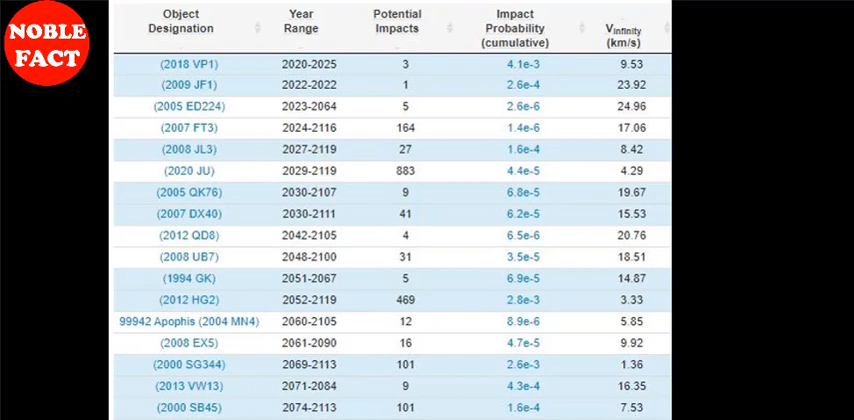 NOBLE
FACT
Object Designation Year Range Potential Impacts Impact Probability (cumulative) Vinfinity (km/s)
(2018 VP1) 2020-2025 3 4.1e-3 9.53
(2009 JF1) 2022-2022 1 2.6e-4 23.92
(2005 ED224) 2023-2064 5 2.6e-6 24.96
(2007 FT3) 2024-2116 164 1.4e-6 17.06
(2008 JL3) 2027-2119 27 1.6e-4 8.42
(2020 JU) 2029-2119 883 4.4e-5 4.29
(2005 QK76) 2030-2107 9 6.8e-5 19.67
(2007 DX40) 2030-2111 41 6.2e-5 15.53
(2012 QD8) 2042-2105 4 6.5e-6 20.76
(2008 UB7) 2048-2100 31 3.5e-5 18.51
(1994 GK) 2051-2067 5 6.9e-5 14.87
(2012 HG2) 2052-2119 469 2.8e-3 3.33
99942 Apophis (2004 MN4) 2060-2105 12 8.9e-6 5.85
(2008 EX5) 2061-2090 16 4.7e-5 9.92
(2000 SG344) 2069-2113 101 2.6e-3 1.36
(2013 VW13) 2071-2084 9 4.3e-4 16.35
(2000 SB45) 2074-2113 101 1.6e-4 7.53